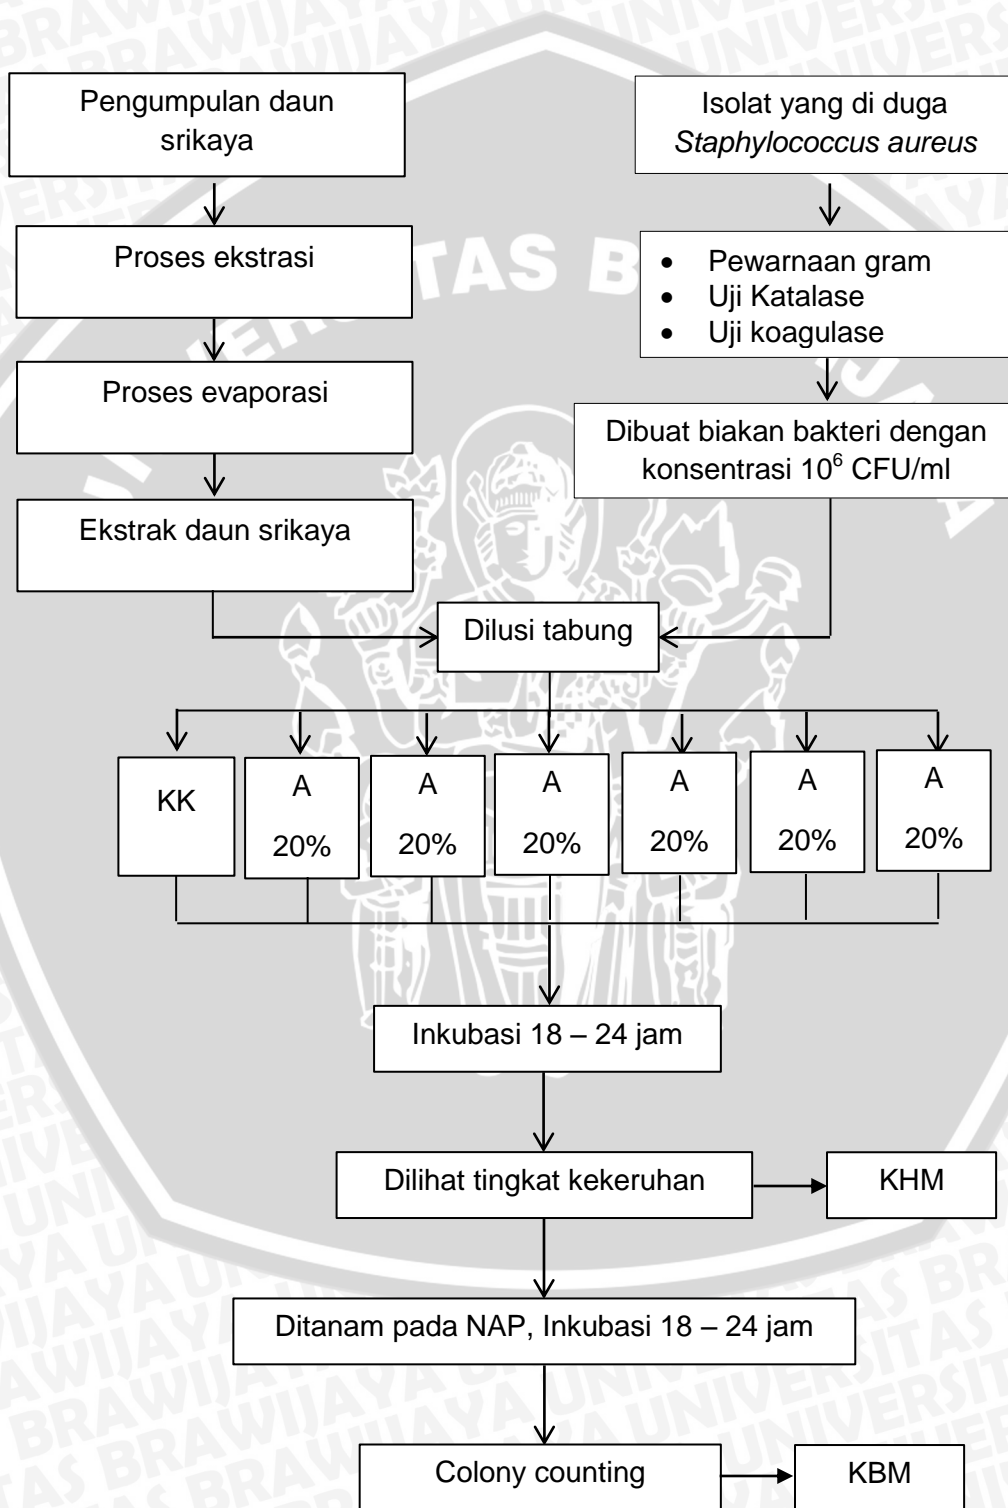 Pengumpulan daun
srikaya
Isolat yang di duga
Staphylococcus aureus
Proses ekstrasi
• Pewarnaan gram
• Uji Katalase
• Uji koagulase
Proses evaporasi
Dibuat biakan bakteri dengan
konsentrasi 10⁶ CFU/ml
Ekstrak daun srikaya
Dilusi tabung
KK
A
20%
A
20%
A
20%
A
20%
A
20%
A
20%
Inkubasi 18 – 24 jam
Dilihat tingkat kekeruhan
KHM
Ditanam pada NAP, Inkubasi 18 – 24 jam
Colony counting
KBM